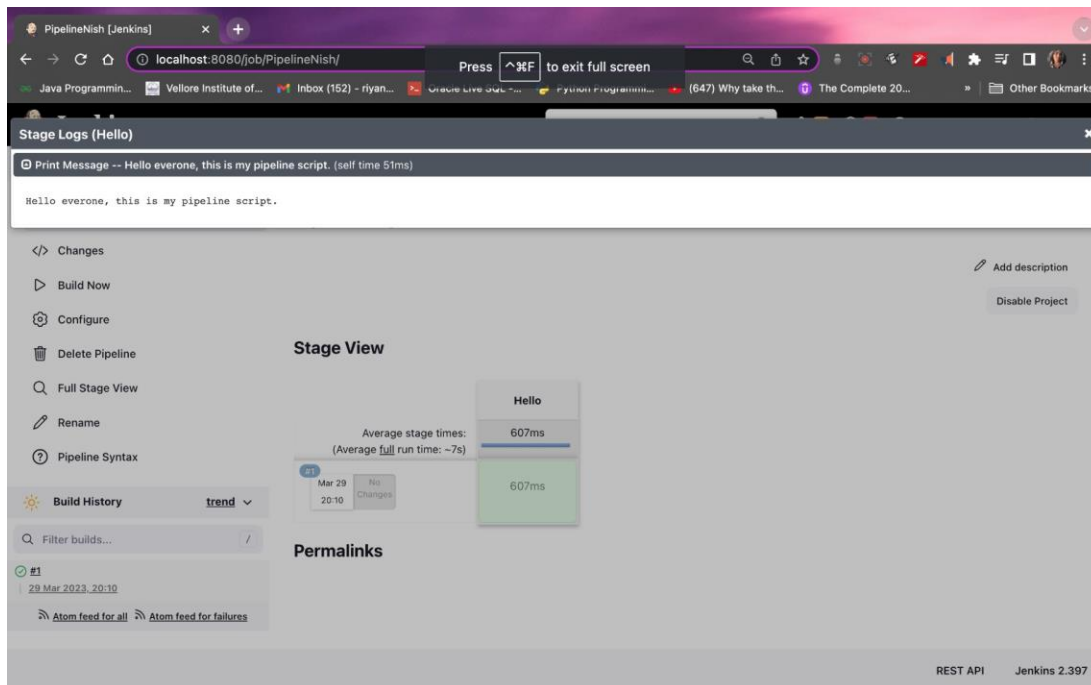 PipelineNish [Jenkins]
localhost:8080/job/PipelineNish/
Press ^⌘F to exit full screen
Java Programmin...
Vellore Institute of...
Inbox (152) - riyan...
Oracle Live SQL -...
Python Programmi...
(647) Why take th...
The Complete 20...
»
Other Bookmarks
Stage Logs (Hello)
Print Message -- Hello everone, this is my pipeline script. (self time 51ms)
Hello everone, this is my pipeline script.
Changes
Add description
Build Now
Disable Project
Configure
Delete Pipeline
Full Stage View
Rename
Pipeline Syntax
Stage View
Hello
Average stage times:
(Average full run time: ~7s)
607ms
#1
Mar 29
20:10
No
Changes
607ms
Build History
trend
Filter builds...
/
Permalinks
#1
29 Mar 2023, 20:10
Atom feed for all
Atom feed for failures
REST API
Jenkins 2.397